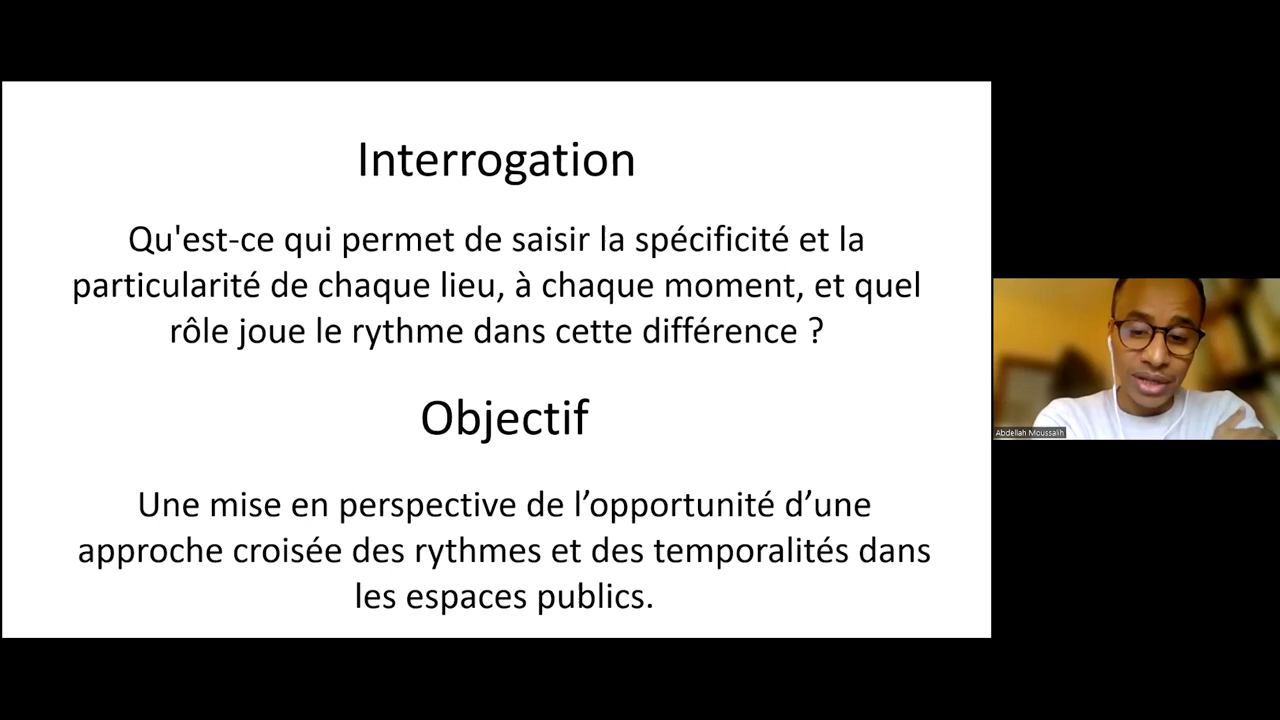 Interrogation
Qu'est-ce qui permet de saisir la spécificité et la
particularité de chaque lieu, à chaque moment, et quel
rôle joue le rythme dans cette différence ?
Objectif
Une mise en perspective de l’opportunité d’une
approche croisée des rythmes et des temporalités dans
les espaces publics.
Abdellah Moussalih